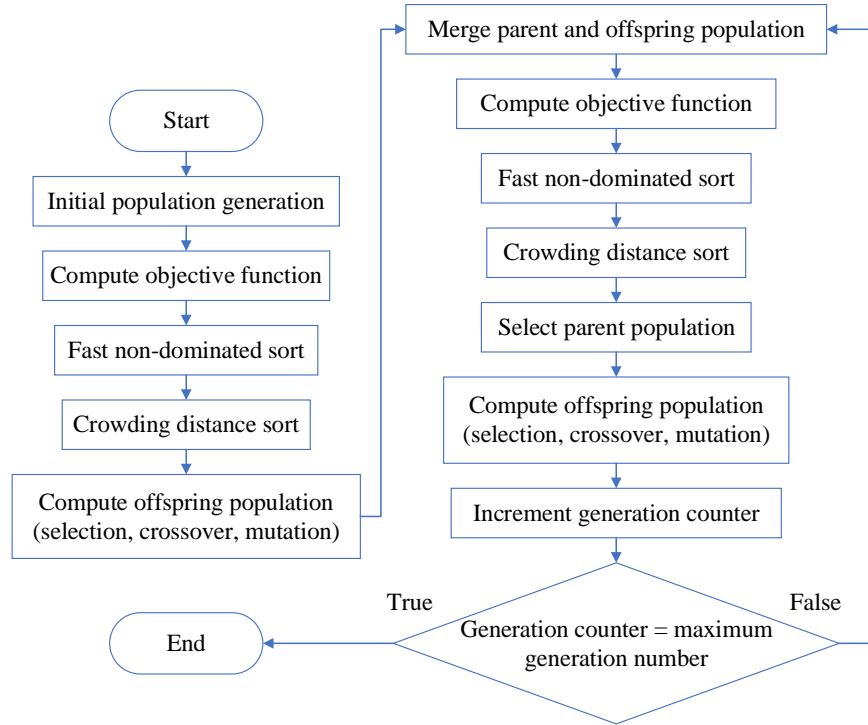 Start
Initial population generation
Compute objective function
Fast non-dominated sort
Crowding distance sort
Compute offspring population
(selection, crossover, mutation)
Merge parent and offspring population
Compute objective function
Fast non-dominated sort
Crowding distance sort
Select parent population
Compute offspring population
(selection, crossover, mutation)
Increment generation counter
Generation counter = maximum
generation number
True
False
End